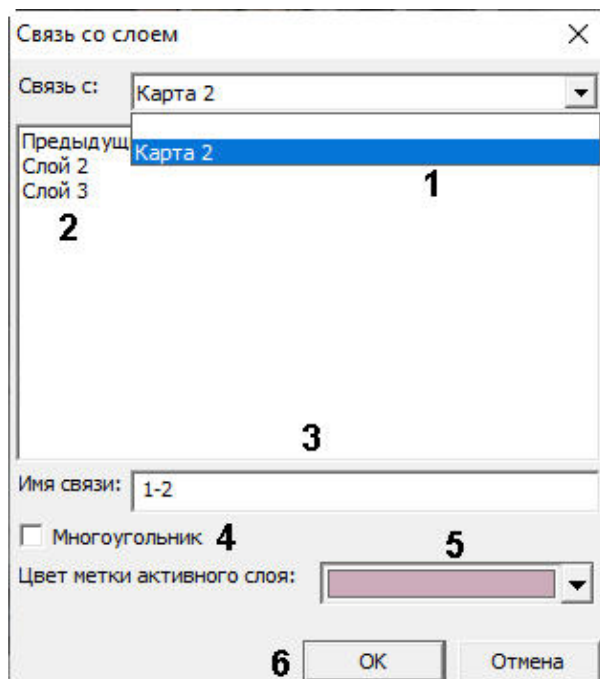 Связь со слоем
Связь с: Карта 2
Предыдущ
Карта 2
Слой 2
1
Слой 3
2
3
Имя связи: 1-2
Многоугольник 4
5
Цвет метки активного слоя:
6 OK Отмена